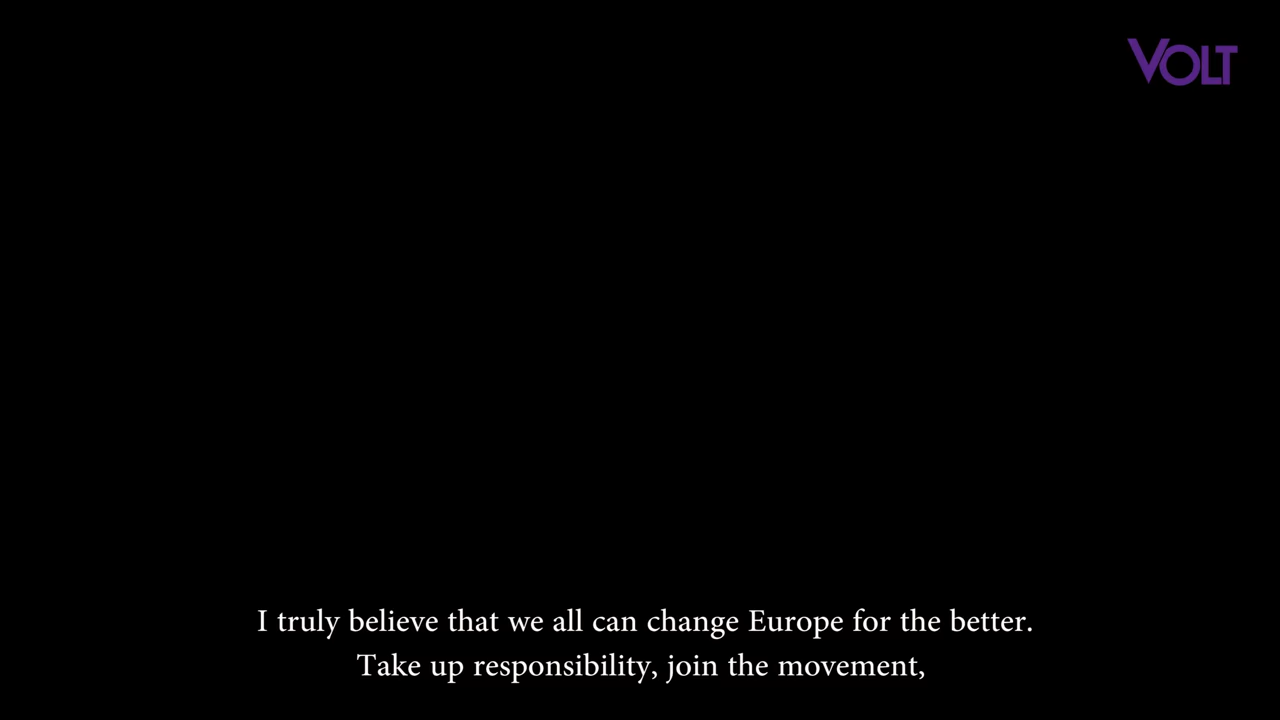 VOLT
I truly believe that we all can change Europe for the better.
Take up responsibility, join the movement,